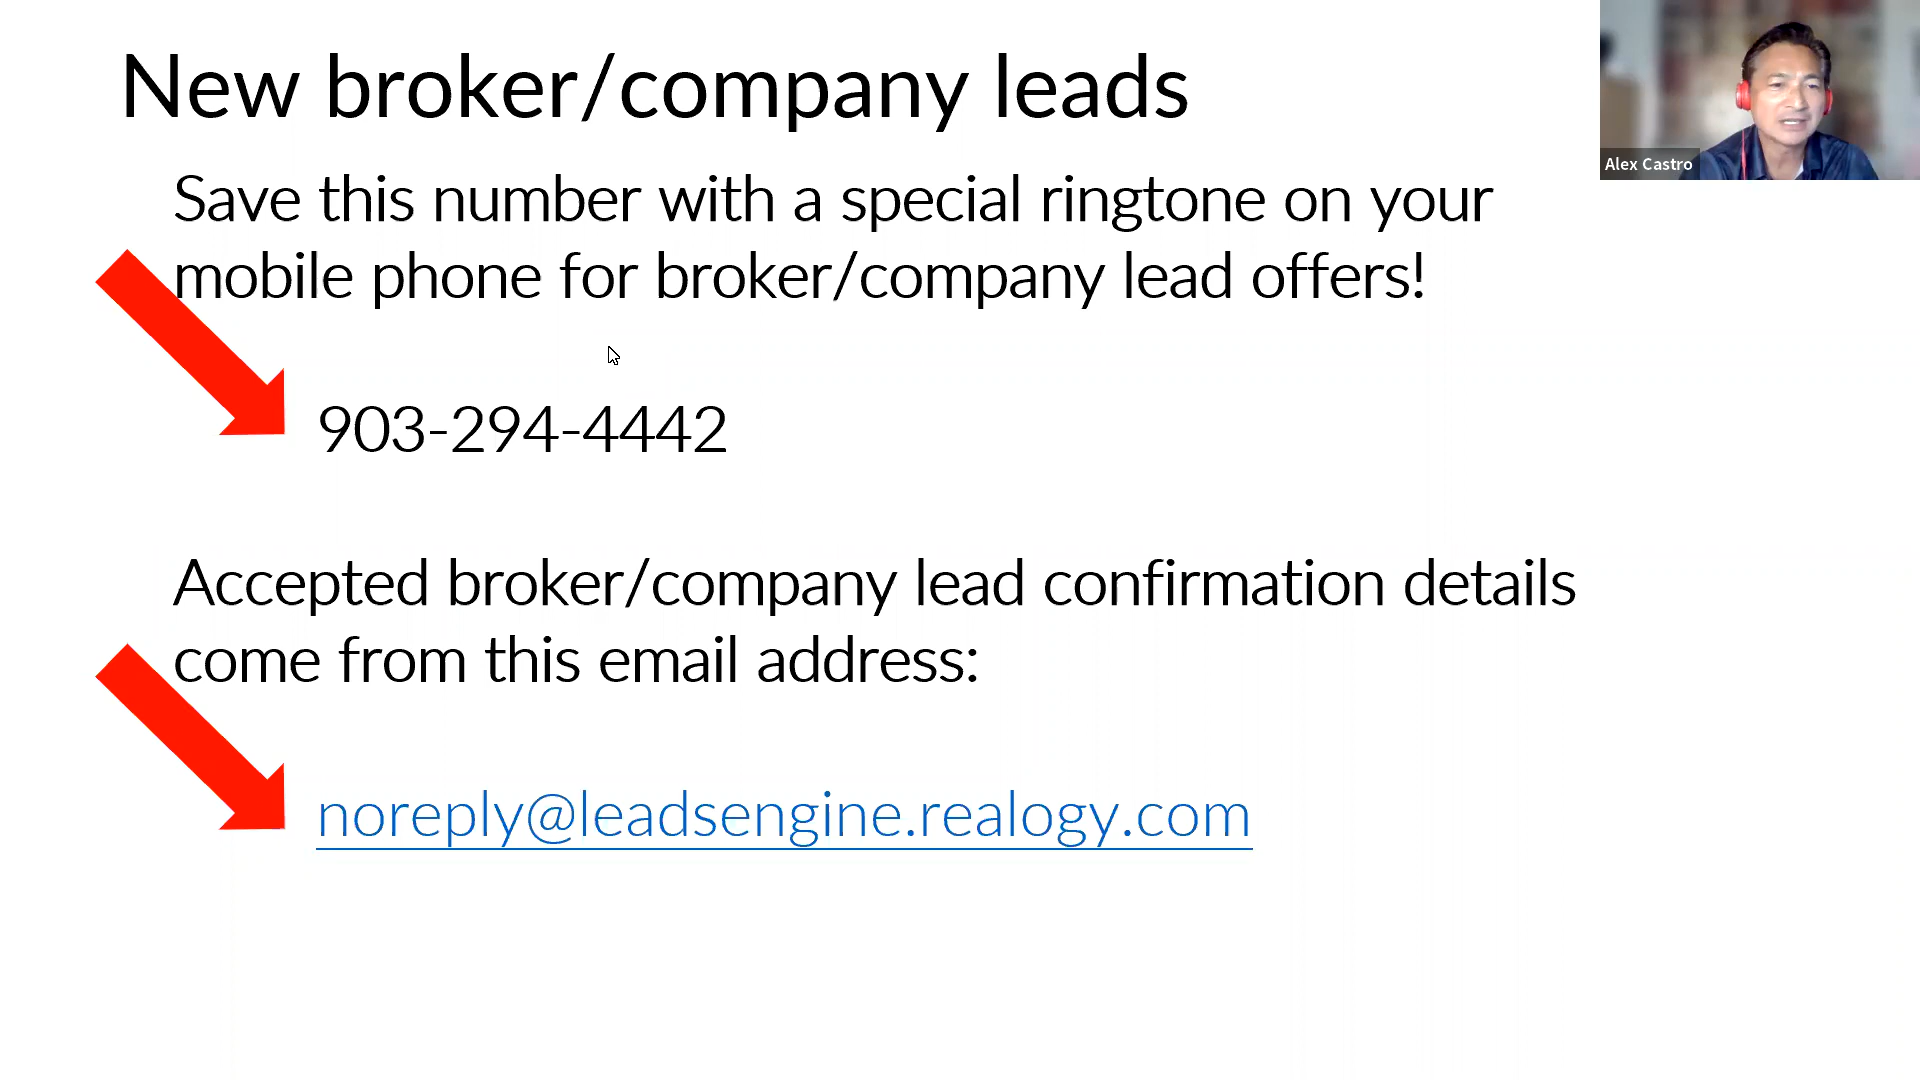 New broker/company leads
Alex Castro
Save this number with a special ringtone on your
mobile phone for broker/company lead offers!
903-294-4442
Accepted broker/company lead confirmation details
come from this email address:
noreply@leadsengine.realogy.com